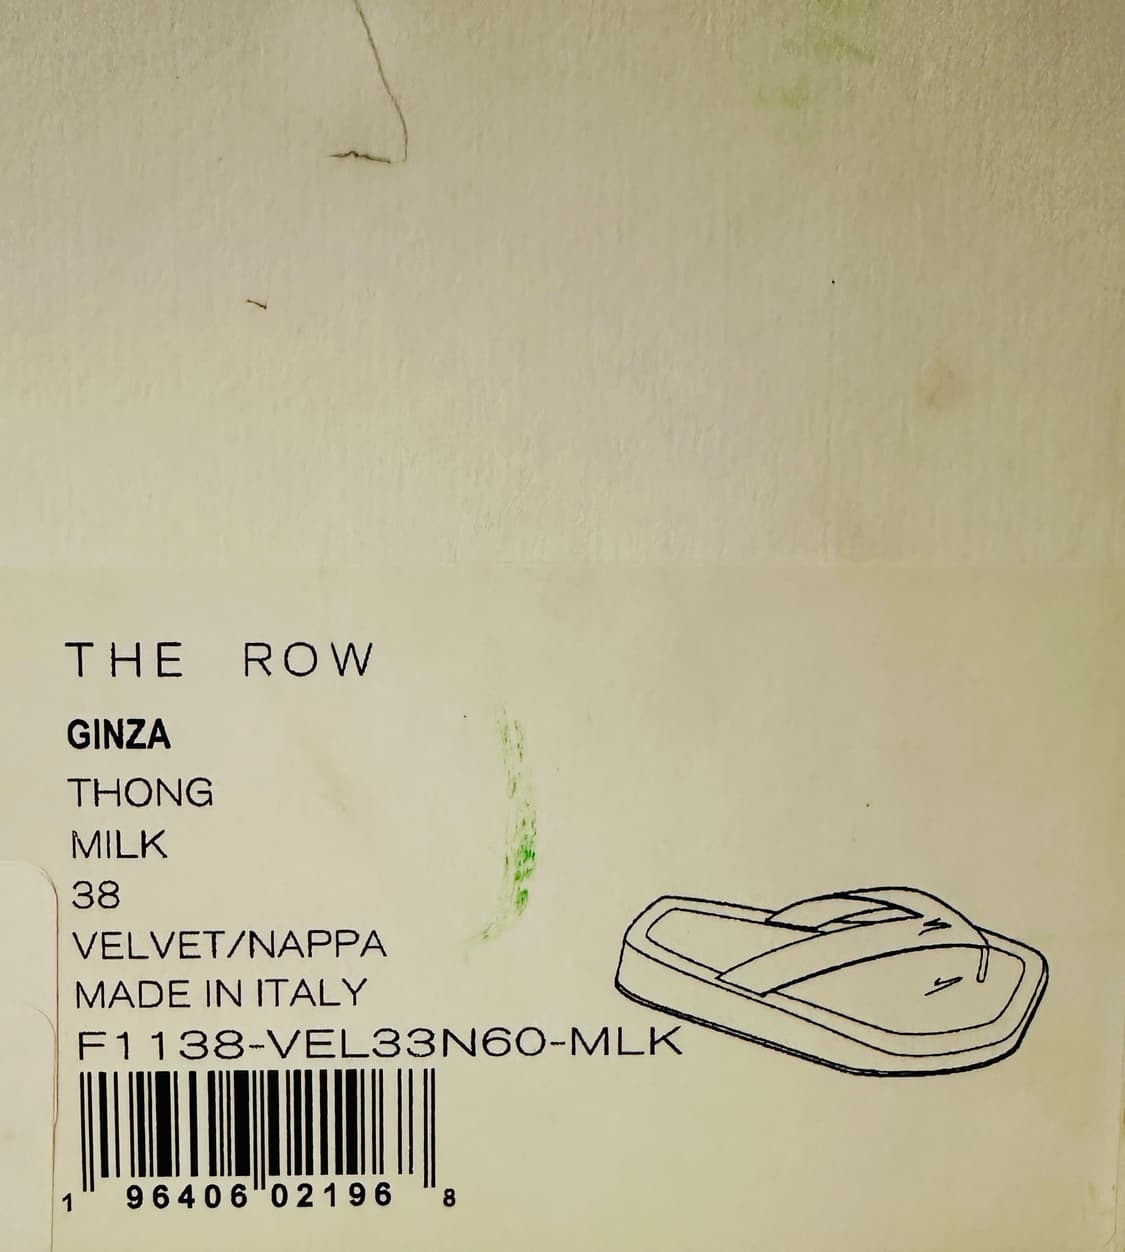 THE ROW
GINZA
THONG
MILK
38
VELVET/NAPPA
MADE IN ITALY
F1138-VEL33N60-MLK
1 96406 02196 8